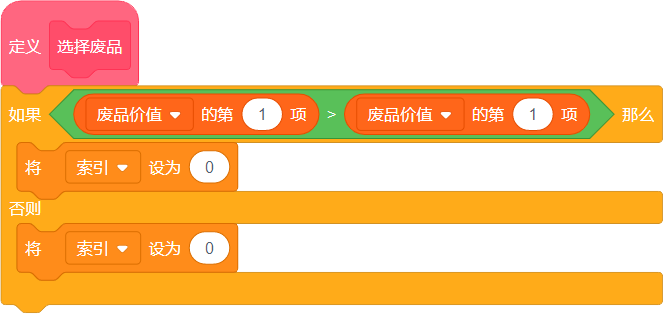 定义 选择废品
如果 废品价值 的第 1 项 > 废品价值 的第 1 项 那么
将 索引 设为 0
否则
将 索引 设为 0